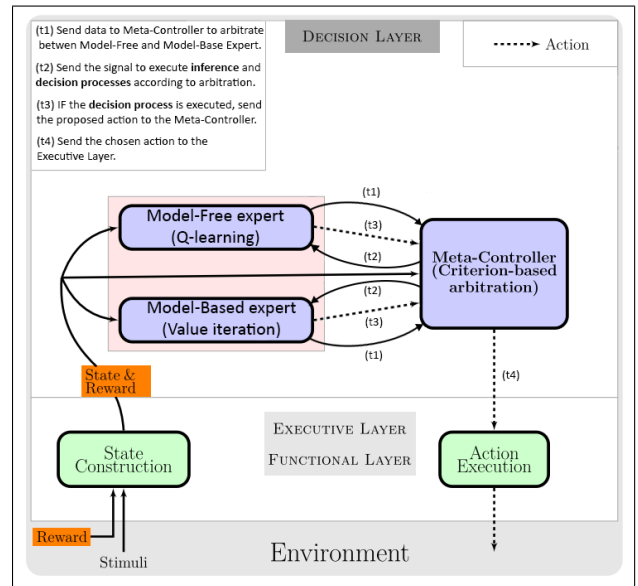 (t1) Send data to Meta-Controller to arbitrate
betwen Model-Free and Model-Base Expert.
(t2) Send the signal to execute inference and
decision processes according to arbitration.
(t3) IF the decision process is executed, send
the proposed action to the Meta-Controller.
(t4) Send the chosen action to the
Executive Layer.
DECISION LAYER
Action
Model-Free expert
(Q-learning)
(t1)
(t3)
(t2)
Meta-Controller
(Criterion-based
arbitration)
Model-Based expert
(Value iteration)
(t2)
(t3)
(t1)
State &
Reward
(t4)
State
Construction
EXECUTIVE LAYER
FUNCTIONAL LAYER
Action
Execution
Reward
Stimuli
Environment